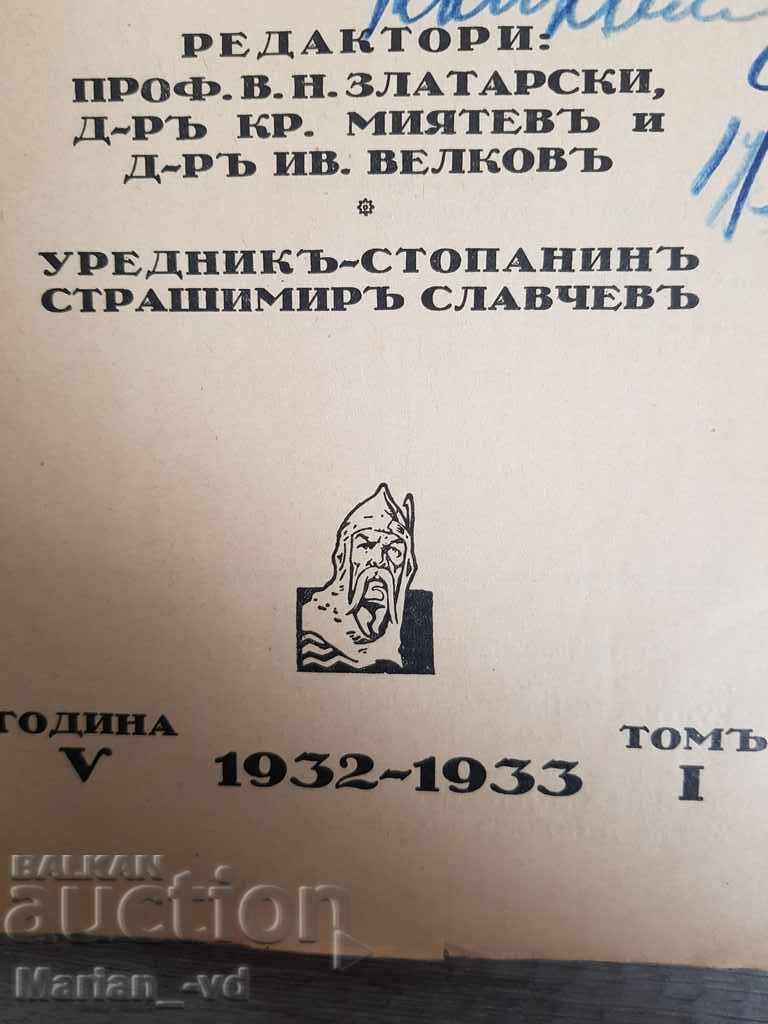 РЕДАКТОРИ:
ПРОФ. В. Н. ЗЛАТАРСКИ,
Д-РЪ КР. МИЯТЕВЪ И
Д-РЪ ИВ. ВЕЛКОВЪ
УРЕДНИКЪ-СТОПАНИНЪ
СТРАШИМИРЪ СЛАВЧЕВЪ
ГОДИНА
V
1932-1933
ТОМЪ
I
BALKAN
auction
Marian_-vd